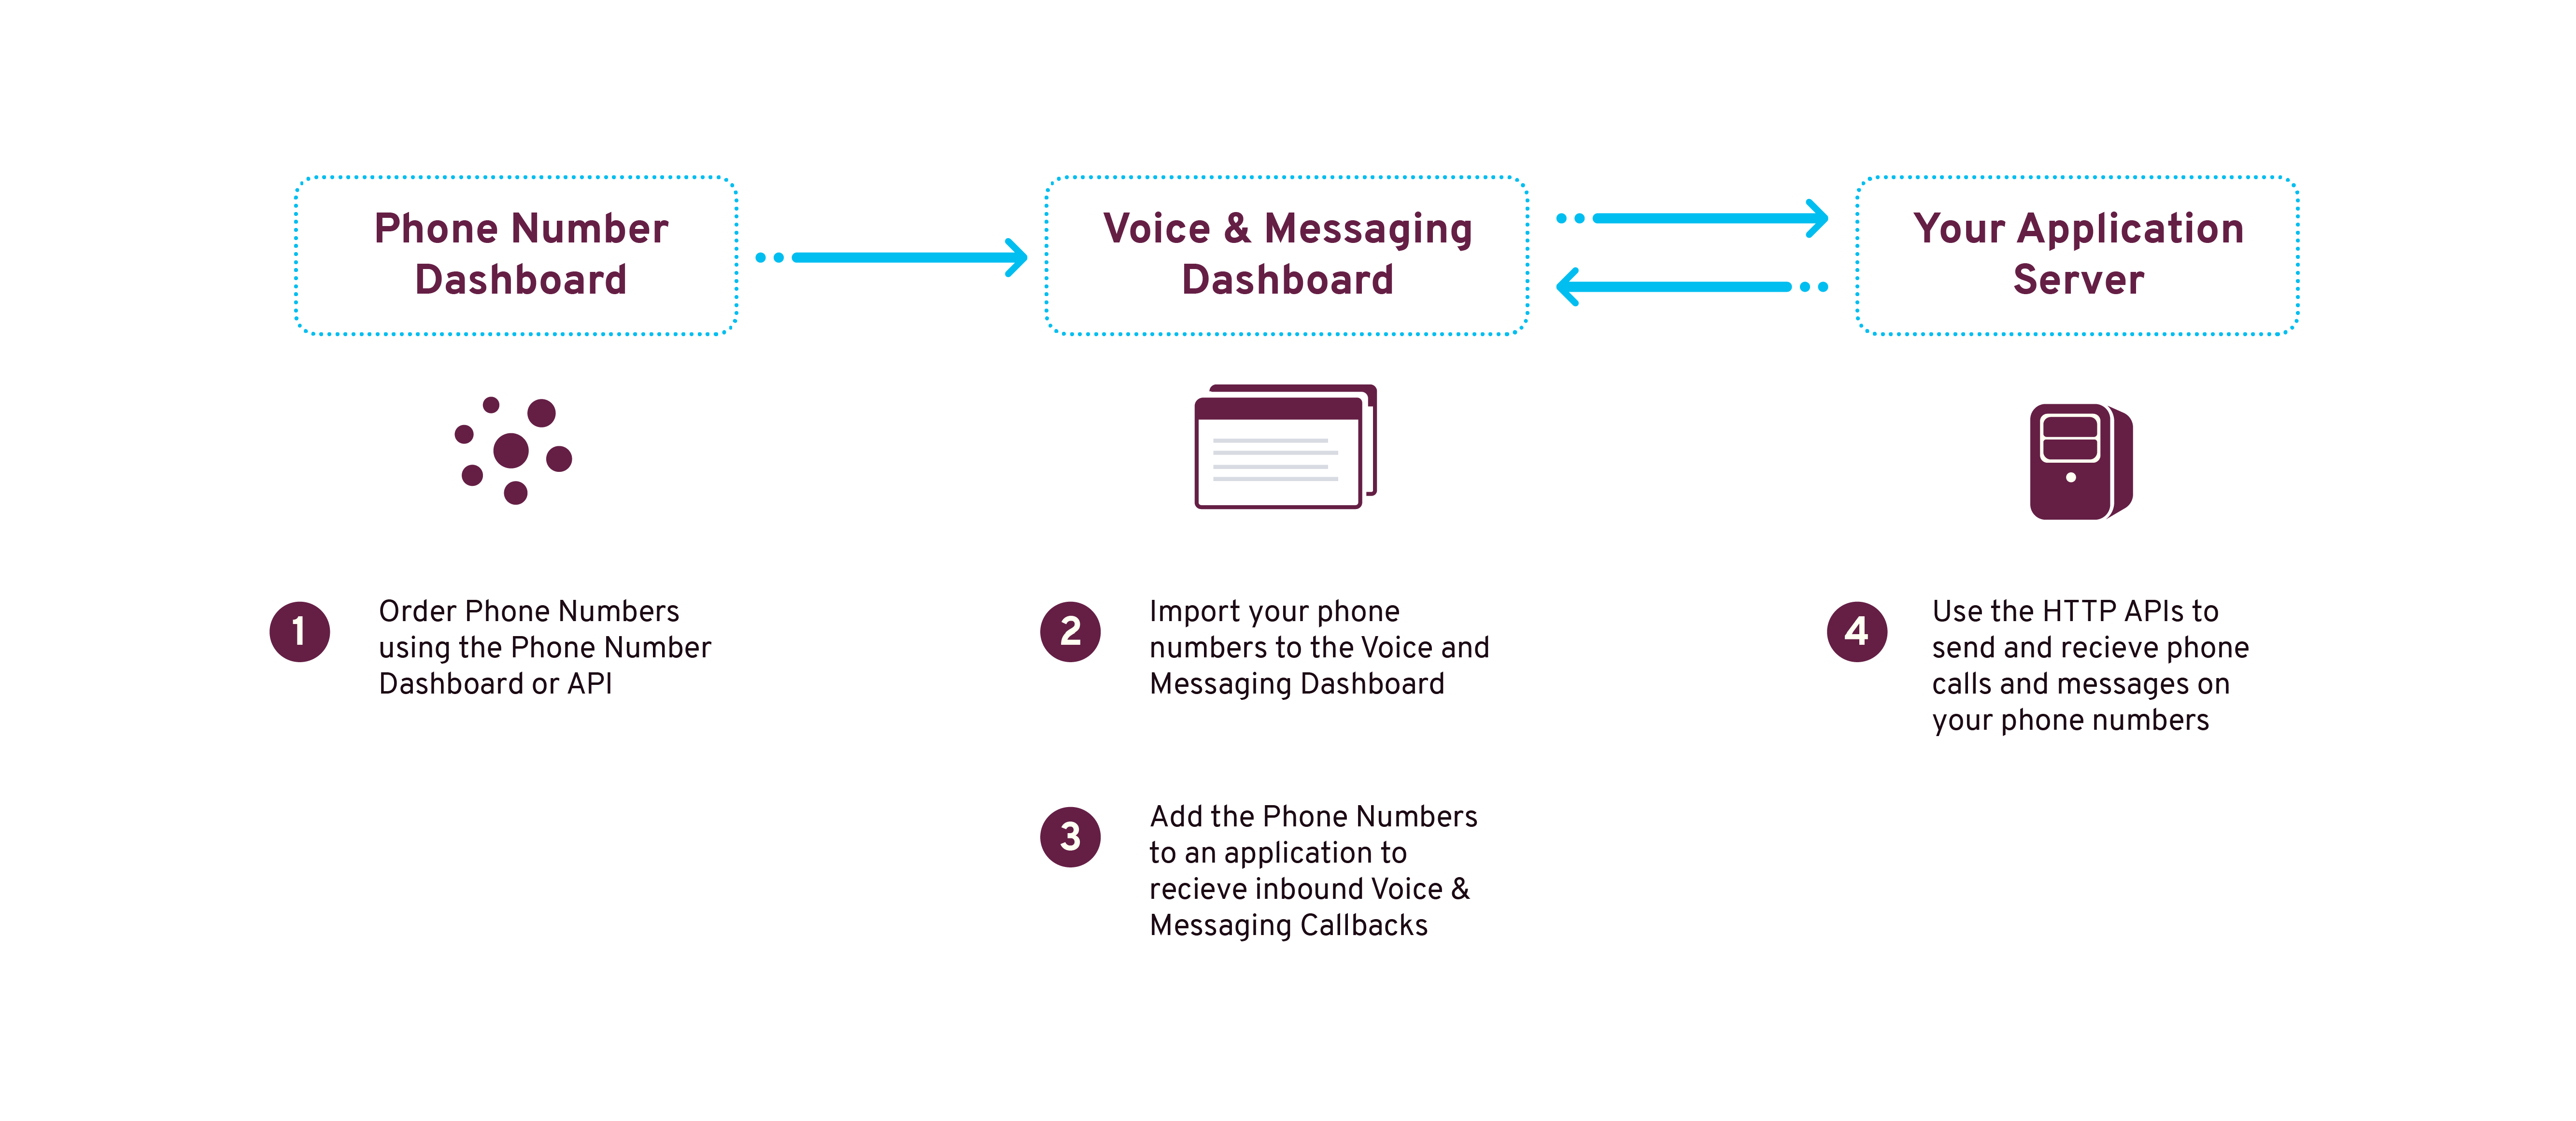 Phone Number
Dashboard
Voice & Messaging
Dashboard
Your Application
Server
1
Order Phone Numbers
using the Phone Number
Dashboard or API
2
Import your phone
numbers to the Voice and
Messaging Dashboard
3
Add the Phone Numbers
to an application to
recieve inbound Voice &
Messaging Callbacks
4
Use the HTTP APIs to
send and recieve phone
calls and messages on
your phone numbers